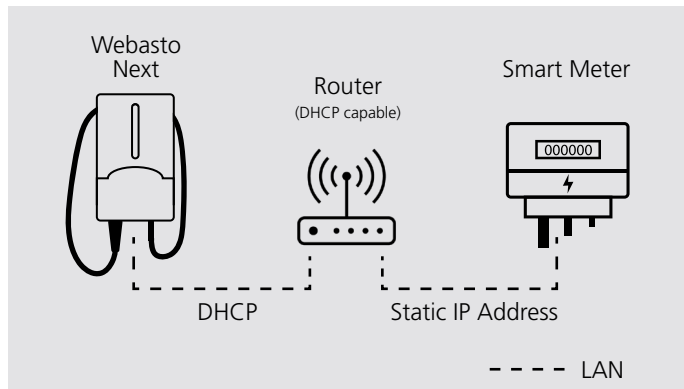 Webasto
Next
Router
(DHCP capable)
Smart Meter
000000
DHCP
Static IP Address
LAN